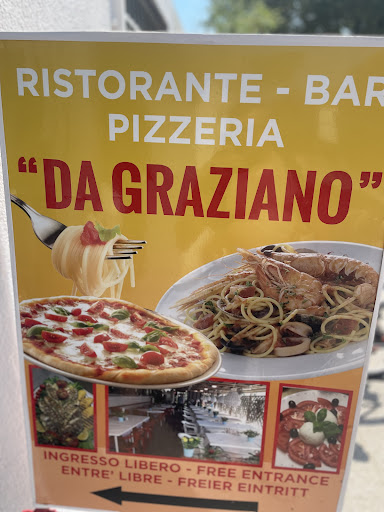 RISTORANTE - BAR
PIZZERIA
"DA GRAZIANO"
INGRESSO LIBERO - FREE ENTRANCE
ENTRE' LIBRE - FREIER EINTRITT